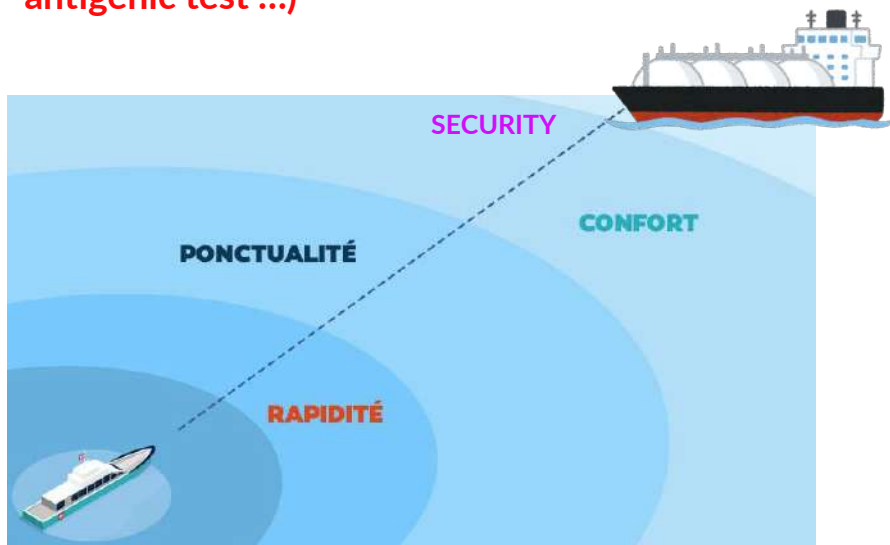 antigenic test ...)
SECURITY
CONFORT
PONCTUALITÉ
RAPIDITÉ